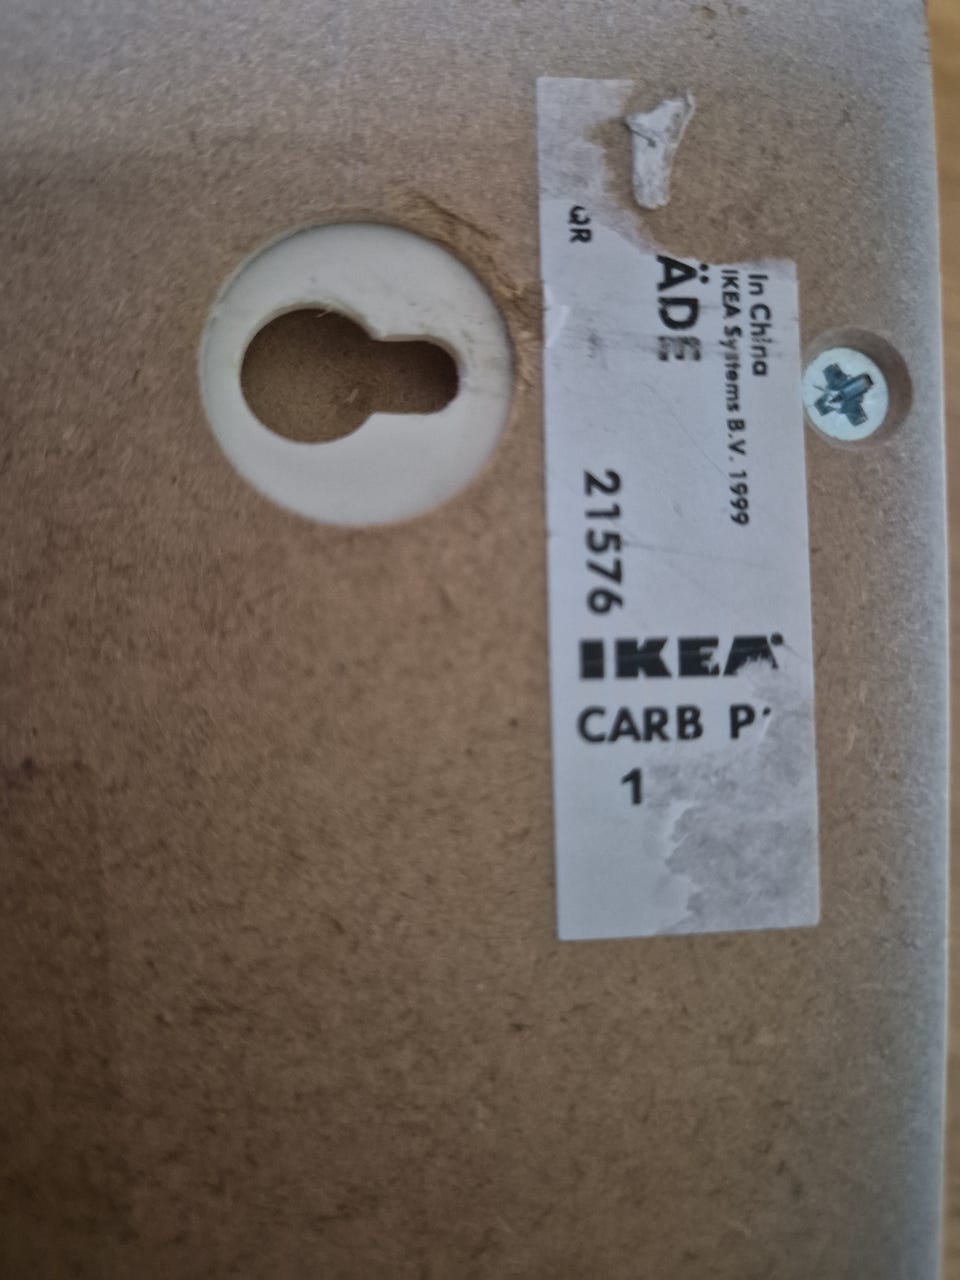 QR
ÄDE
In China
IKEA Systems B.V. 1999
21576
IKEA
CARB P
1